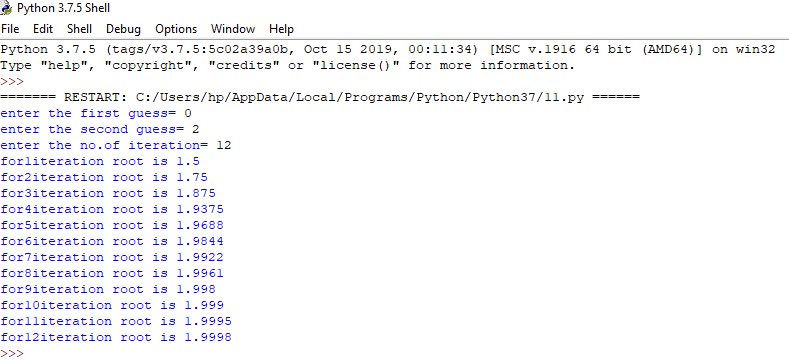 Python 3.7.5 Shell
File Edit Shell Debug Options Window Help
Python 3.7.5 (tags/v3.7.5:5c02a39a0b, Oct 15 2019, 00:11:34) [MSC v.1916 64 bit (AMD64)] on win32
Type "help", "copyright", "credits" or "license()" for more information.
>>>
======= RESTART: C:/Users/hp/AppData/Local/Programs/Python/Python37/11.py ======
enter the first guess= 0
enter the second guess= 2
enter the no.of iteration= 12
for1iteration root is 1.5
for2iteration root is 1.75
for3iteration root is 1.875
for4iteration root is 1.9375
for5iteration root is 1.9688
for6iteration root is 1.9844
for7iteration root is 1.9922
for8iteration root is 1.9961
for9iteration root is 1.998
for10iteration root is 1.999
for11iteration root is 1.9995
for12iteration root is 1.9998
>>>